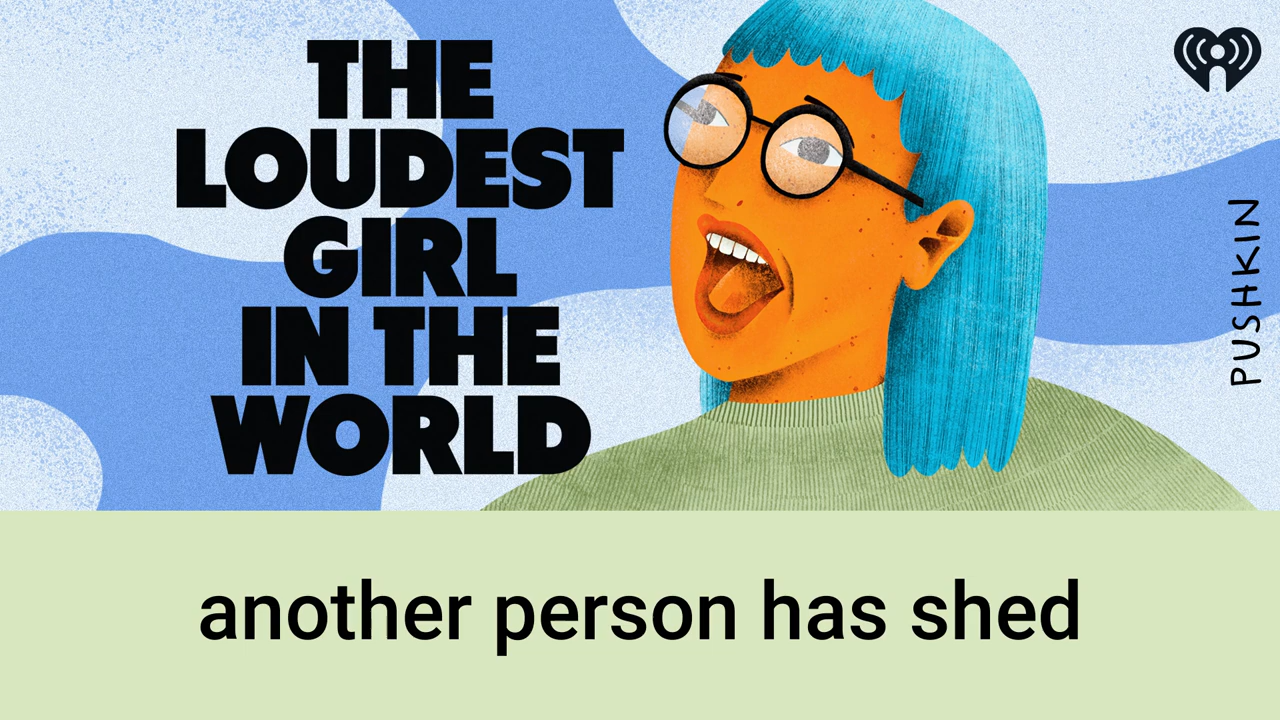 THE
LOUDEST
GIRL
IN THE
WORLD
PUSHKIN
another person has shed